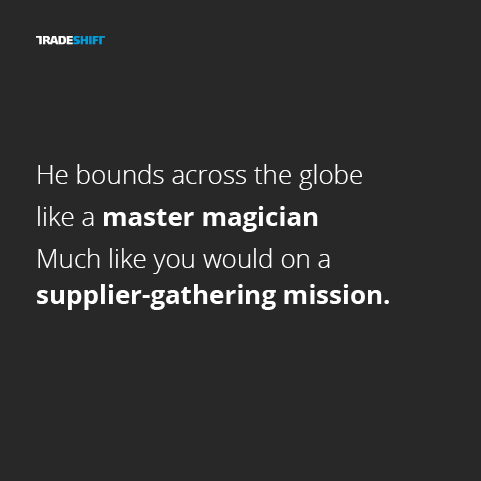 TRADESHIFT
He bounds across the globe
like a master magician
Much like you would on a
supplier-gathering mission.